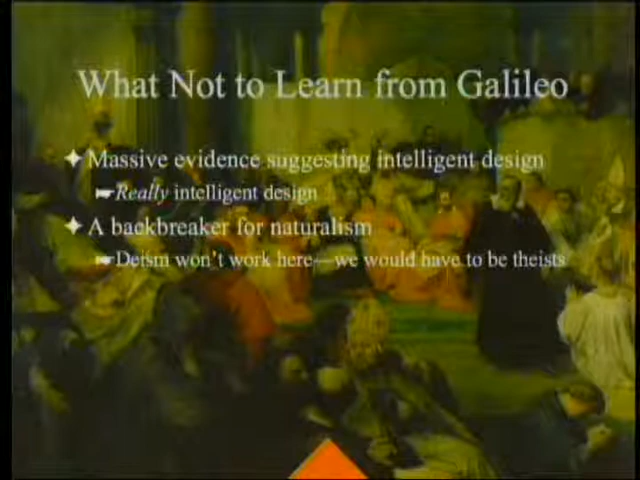 What Not to Learn from Galileo
Massive evidence suggesting intelligent design
Really intelligent design
A backbreaker for naturalism
Deism won't work here—we would have to be theists